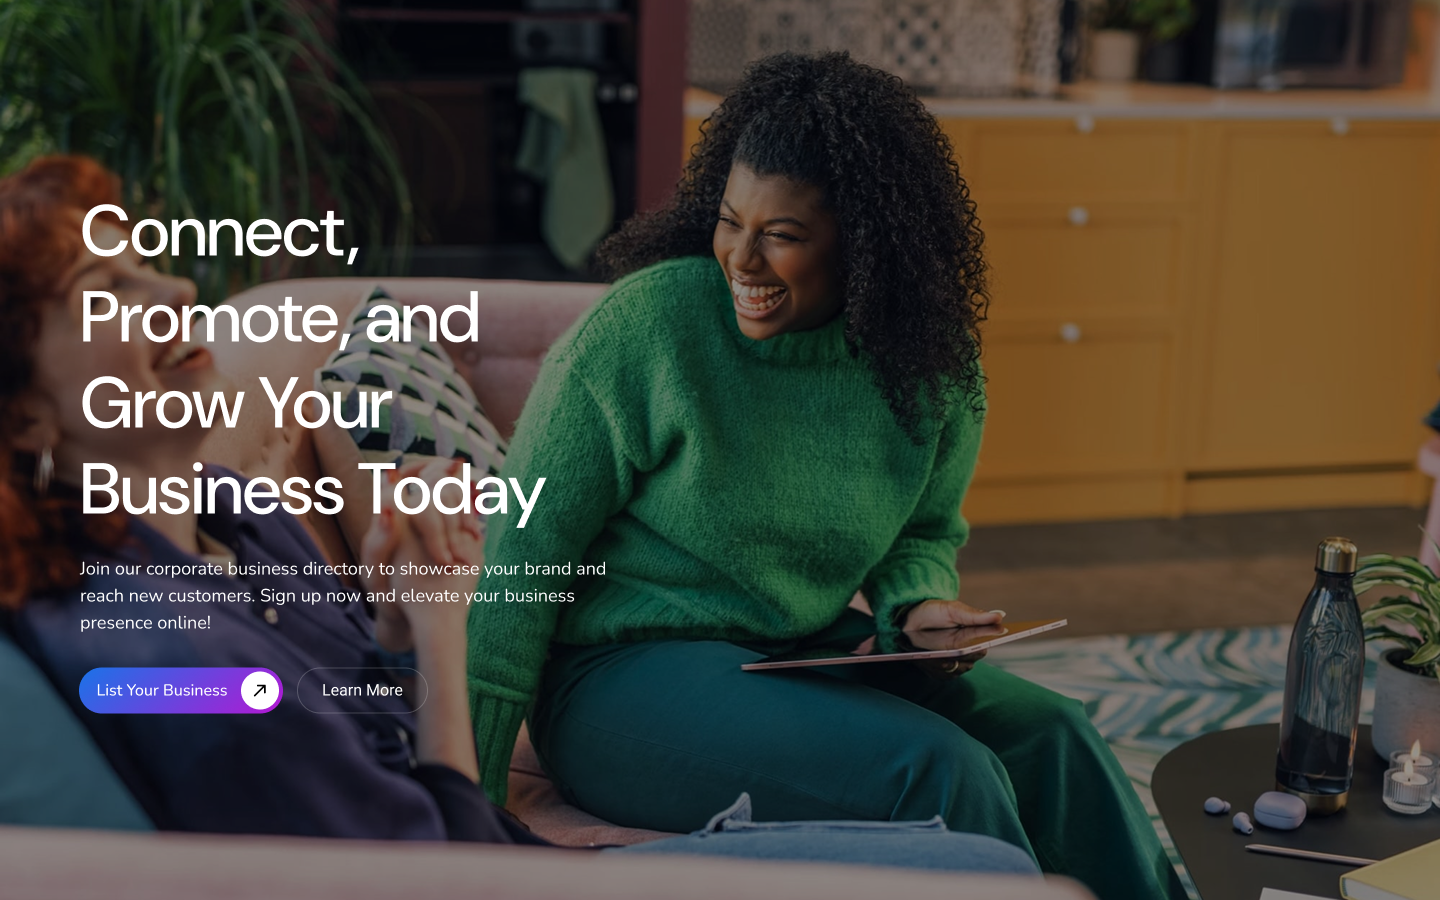 Connect,
Promote, and
Grow Your
Business Today
Join our corporate business directory to showcase your brand and
reach new customers. Sign up now and elevate your business
presence online!
List Your Business
Learn More